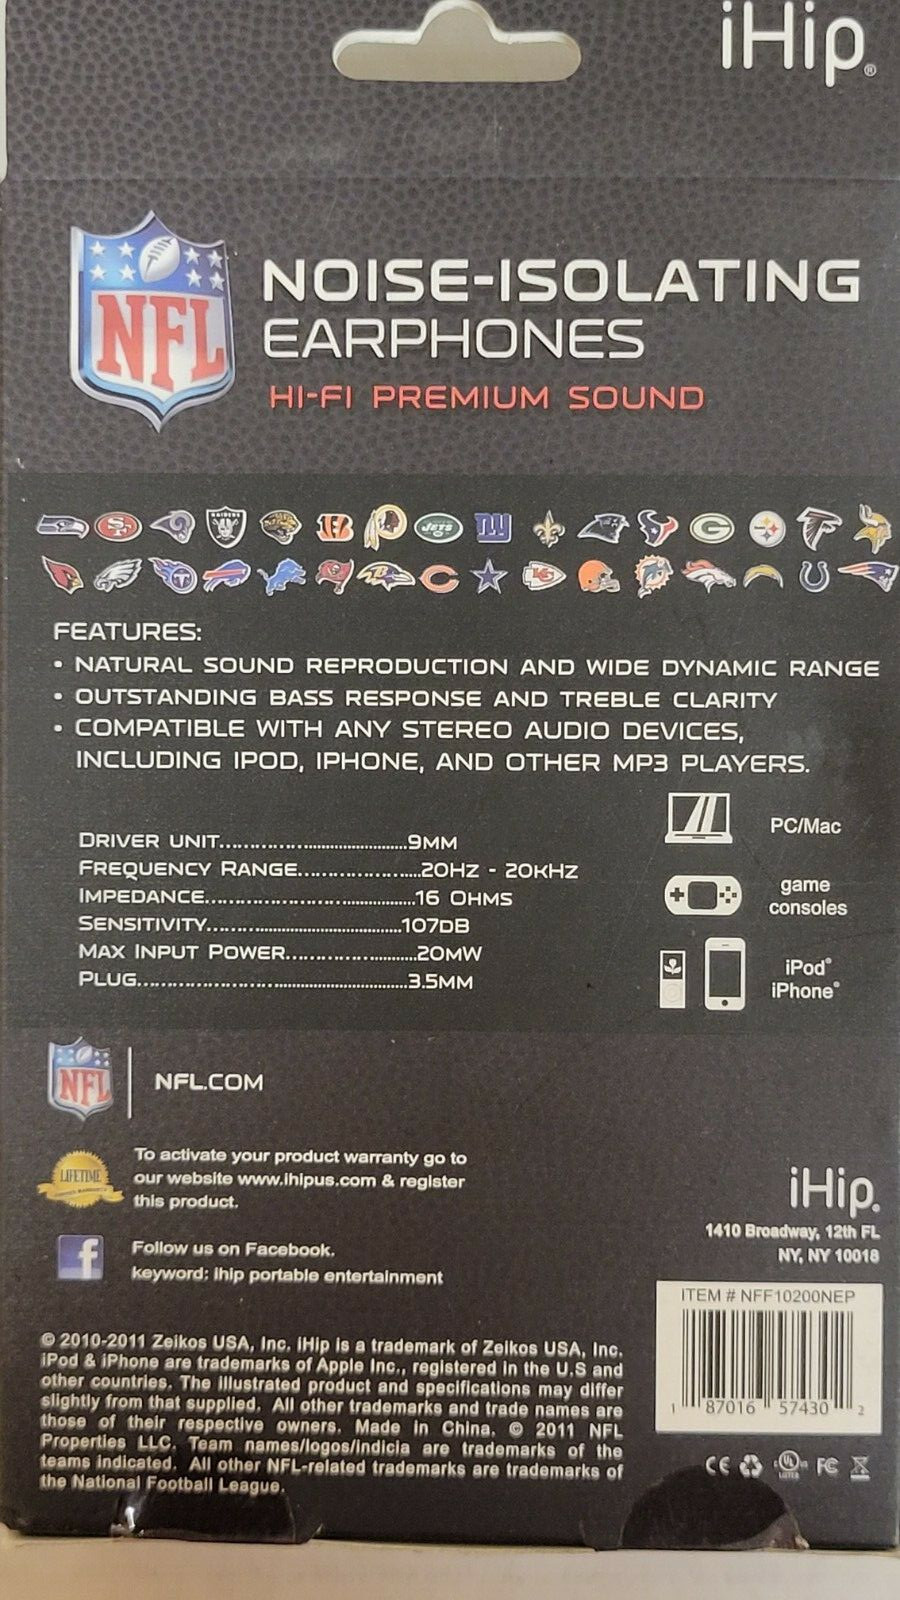 iHip®
NFL
NOISE-ISOLATING
EARPHONES
HI-FI PREMIUM SOUND
RAIDERS
JETS
FEATURES:
• NATURAL SOUND REPRODUCTION AND WIDE DYNAMIC RANGE
• OUTSTANDING BASS RESPONSE AND TREBLE CLARITY
• COMPATIBLE WITH ANY STEREO AUDIO DEVICES,
INCLUDING IPOD, IPHONE, AND OTHER MP3 PLAYERS.
DRIVER UNIT..............................9MM
FREQUENCY RANGE.....................20HZ - 20KHZ
IMPEDANCE...................................16 OHMS
SENSITIVITY.................................107DB
MAX INPUT POWER......................20MW
PLUG.............................................3.5MM
PC/Mac
game
consoles
iPod®
iPhone®
NFL
NFL.COM
LIFETIME
To activate your product warranty go to
our website www.ihipus.com & register
this product.
f
Follow us on Facebook.
keyword: ihip portable entertainment
iHip®
1410 Broadway, 12th FL
NY, NY 10018
ITEM # NFF10200NEP
1 87016 57430 2
© 2010-2011 Zeikos USA, Inc. iHip is a trademark of Zeikos USA, Inc.
iPod & iPhone are trademarks of Apple Inc., registered in the U.S and
other countries. The illustrated product and specifications may differ
slightly from that supplied. All other trademarks and trade names are
those of their respective owners. Made in China. © 2011 NFL
Properties LLC. Team names/logos/indicia are trademarks of the
teams indicated. All other NFL-related trademarks are trademarks of
the National Football League.
CE UL LISTED FC